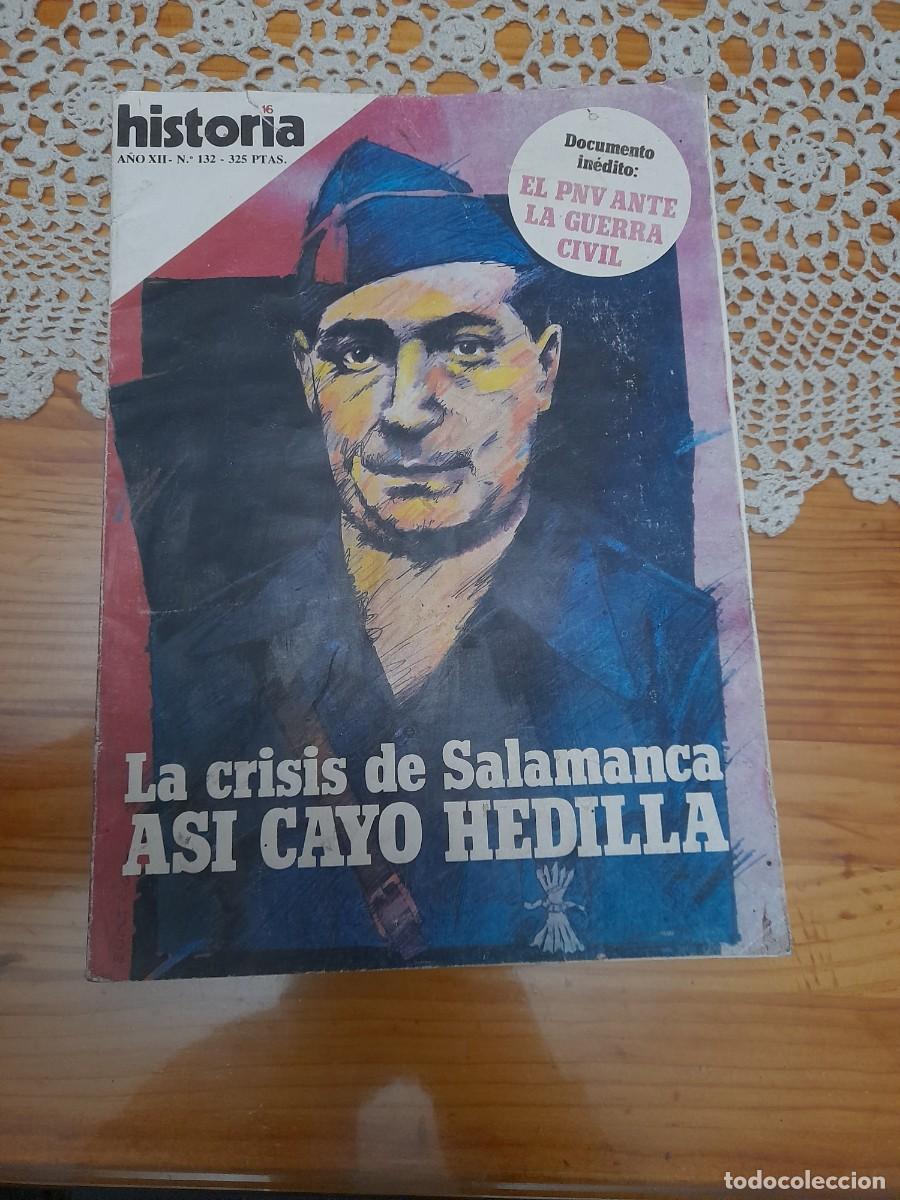 historia
16
AÑO XII - N.º 132 - 325 PTAS.
Documento
inédito:
EL PNV ANTE
LA GUERRA
CIVIL
La crisis de Salamanca
ASI CAYO HEDILLA
todocoleccion